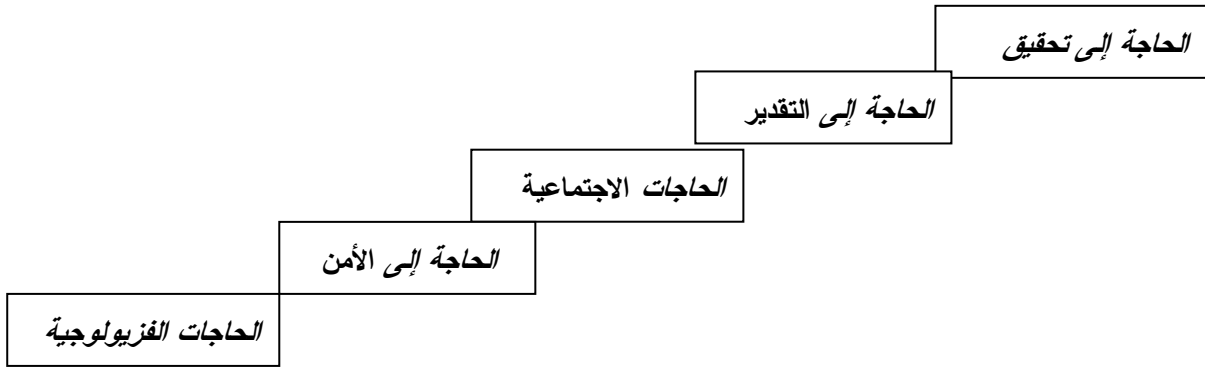 الحاجة إلى تحقيق
الحاجة إلى التقدير
الحاجات الاجتماعية
الحاجة إلى الأمن
الحاجات الفزيولوجية